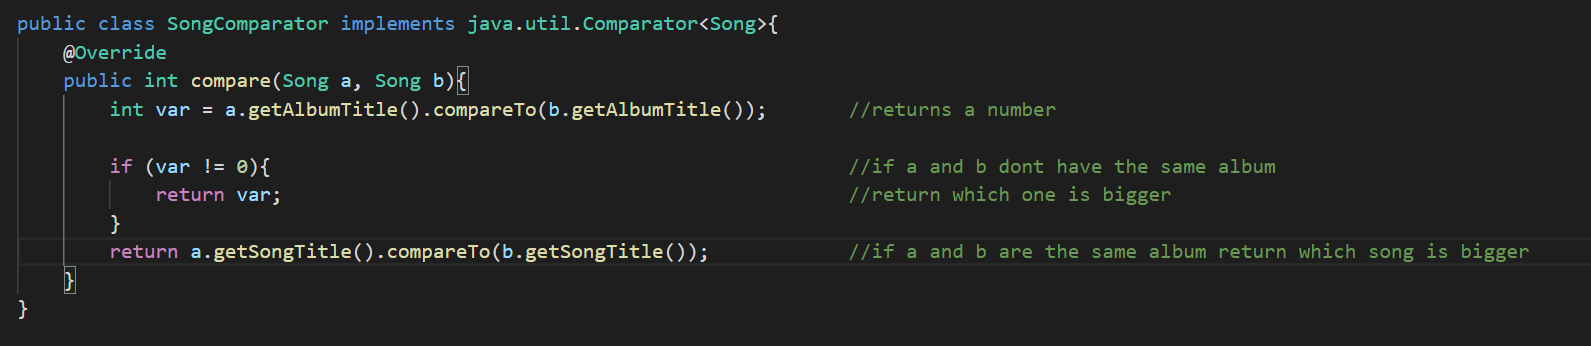 public class SongComparator implements java.util.Comparator<Song>{
@Override
public int compare(Song a, Song b){
int var = a.getAlbumTitle().compareTo(b.getAlbumTitle()); //returns a number
if (var != 0){ //if a and b dont have the same album
return var; //return which one is bigger
}
return a.getSongTitle().compareTo(b.getSongTitle()); //if a and b are the same album return which song is bigger
}
}